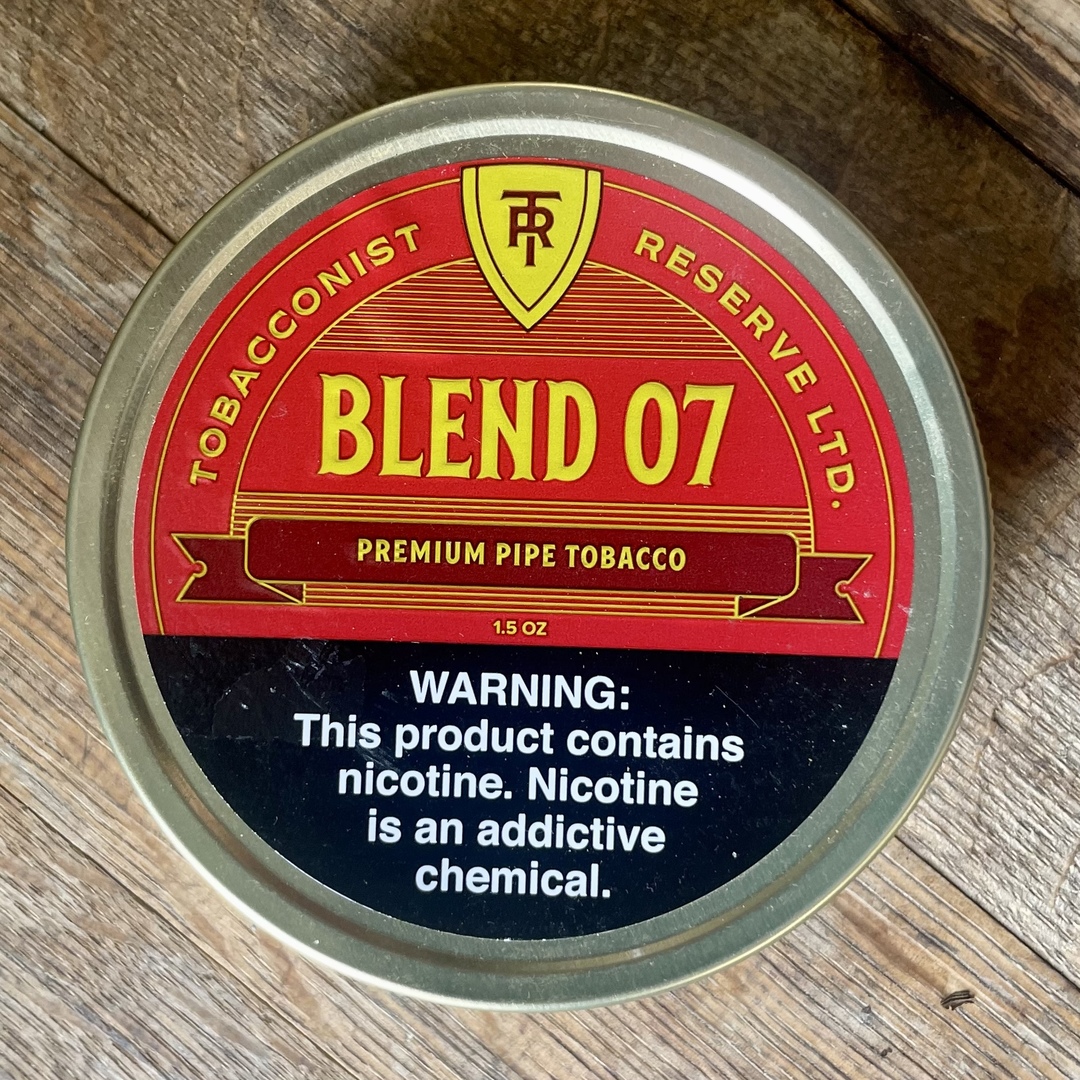 TR
TOBACCONIST RESERVE LTD.
BLEND 07
PREMIUM PIPE TOBACCO
1.5 OZ
WARNING:
This product contains
nicotine. Nicotine
is an addictive
chemical.